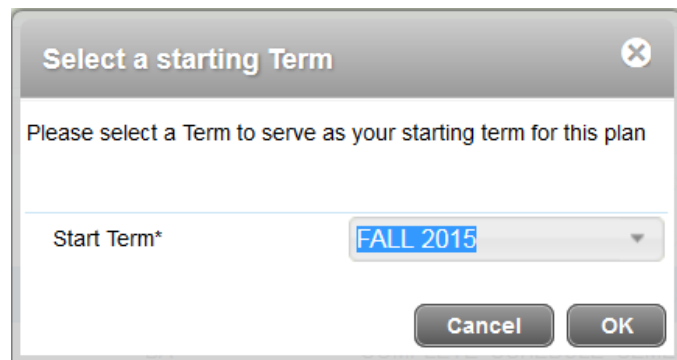 Select a starting Term
Please select a Term to serve as your starting term for this plan
Start Term* FALL 2015
Cancel OK